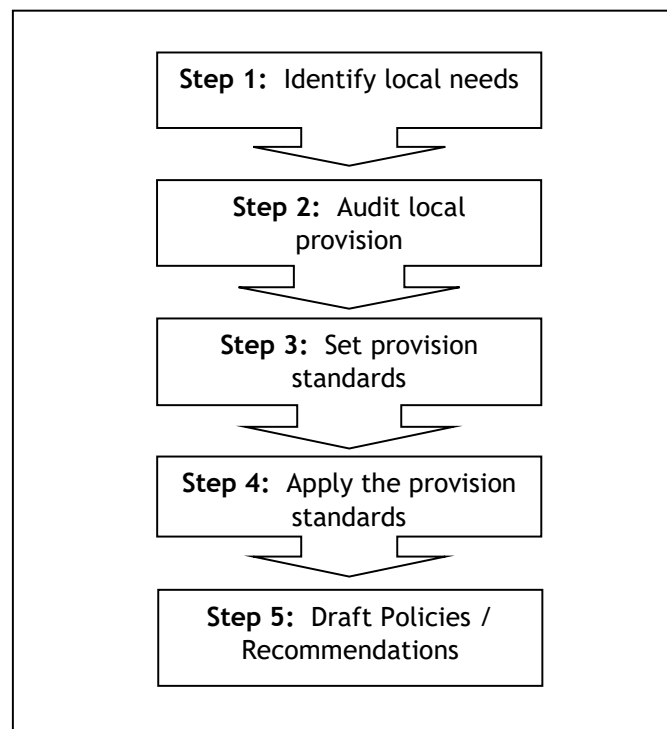 Step 1: Identify local needs
Step 2: Audit local
provision
Step 3: Set provision
standards
Step 4: Apply the provision
standards
Step 5: Draft Policies /
Recommendations